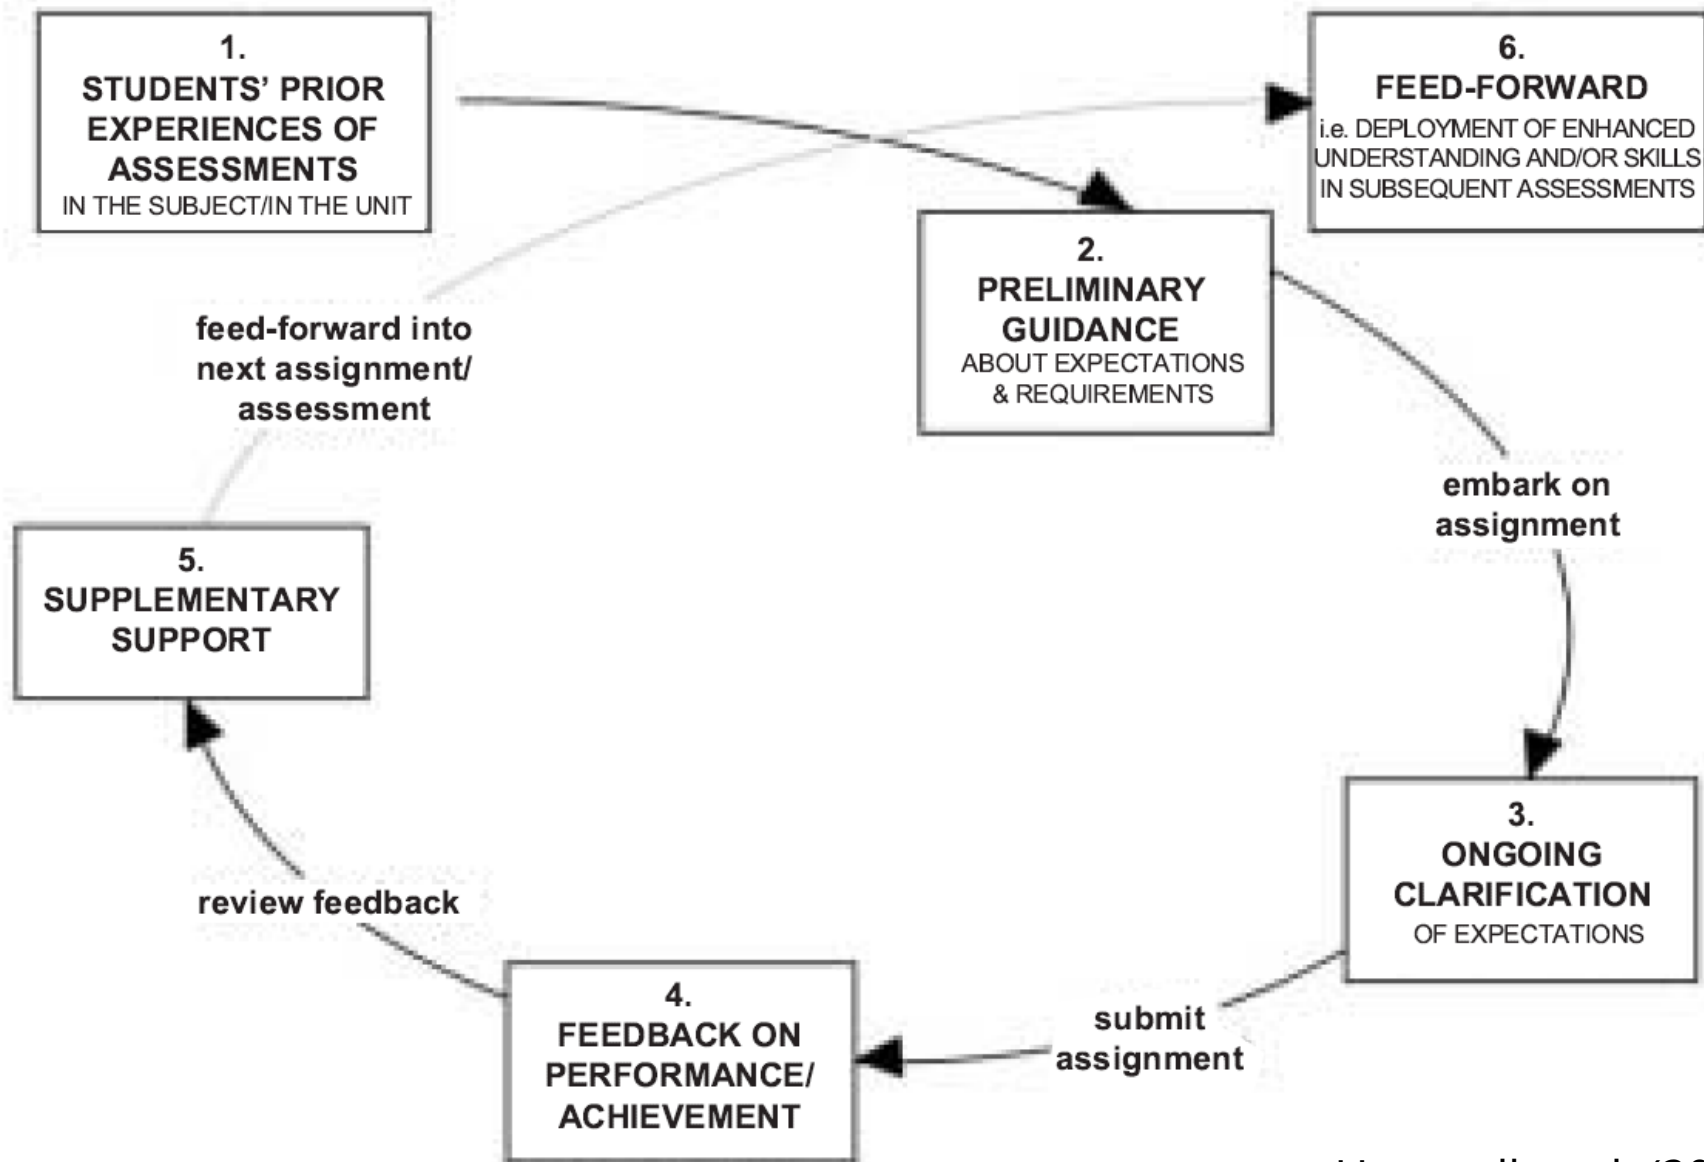 1.
STUDENTS’ PRIOR
EXPERIENCES OF
ASSESSMENTS
IN THE SUBJECT/IN THE UNIT
6.
FEED-FORWARD
i.e. DEPLOYMENT OF ENHANCED
UNDERSTANDING AND/OR SKILLS
IN SUBSEQUENT ASSESSMENTS
2.
PRELIMINARY
GUIDANCE
ABOUT EXPECTATIONS
& REQUIREMENTS
feed-forward into
next assignment/
assessment
embark on
assignment
5.
SUPPLEMENTARY
SUPPORT
3.
ONGOING
CLARIFICATION
OF EXPECTATIONS
review feedback
submit
assignment
4.
FEEDBACK ON
PERFORMANCE/
ACHIEVEMENT